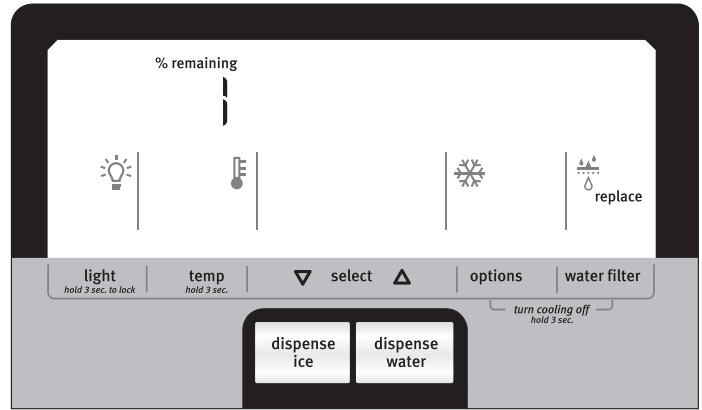 % remaining
1
replace
light
hold 3 sec. to lock
temp
hold 3 sec.
select
options
water filter
turn cooling off
hold 3 sec.
dispense
ice
dispense
water